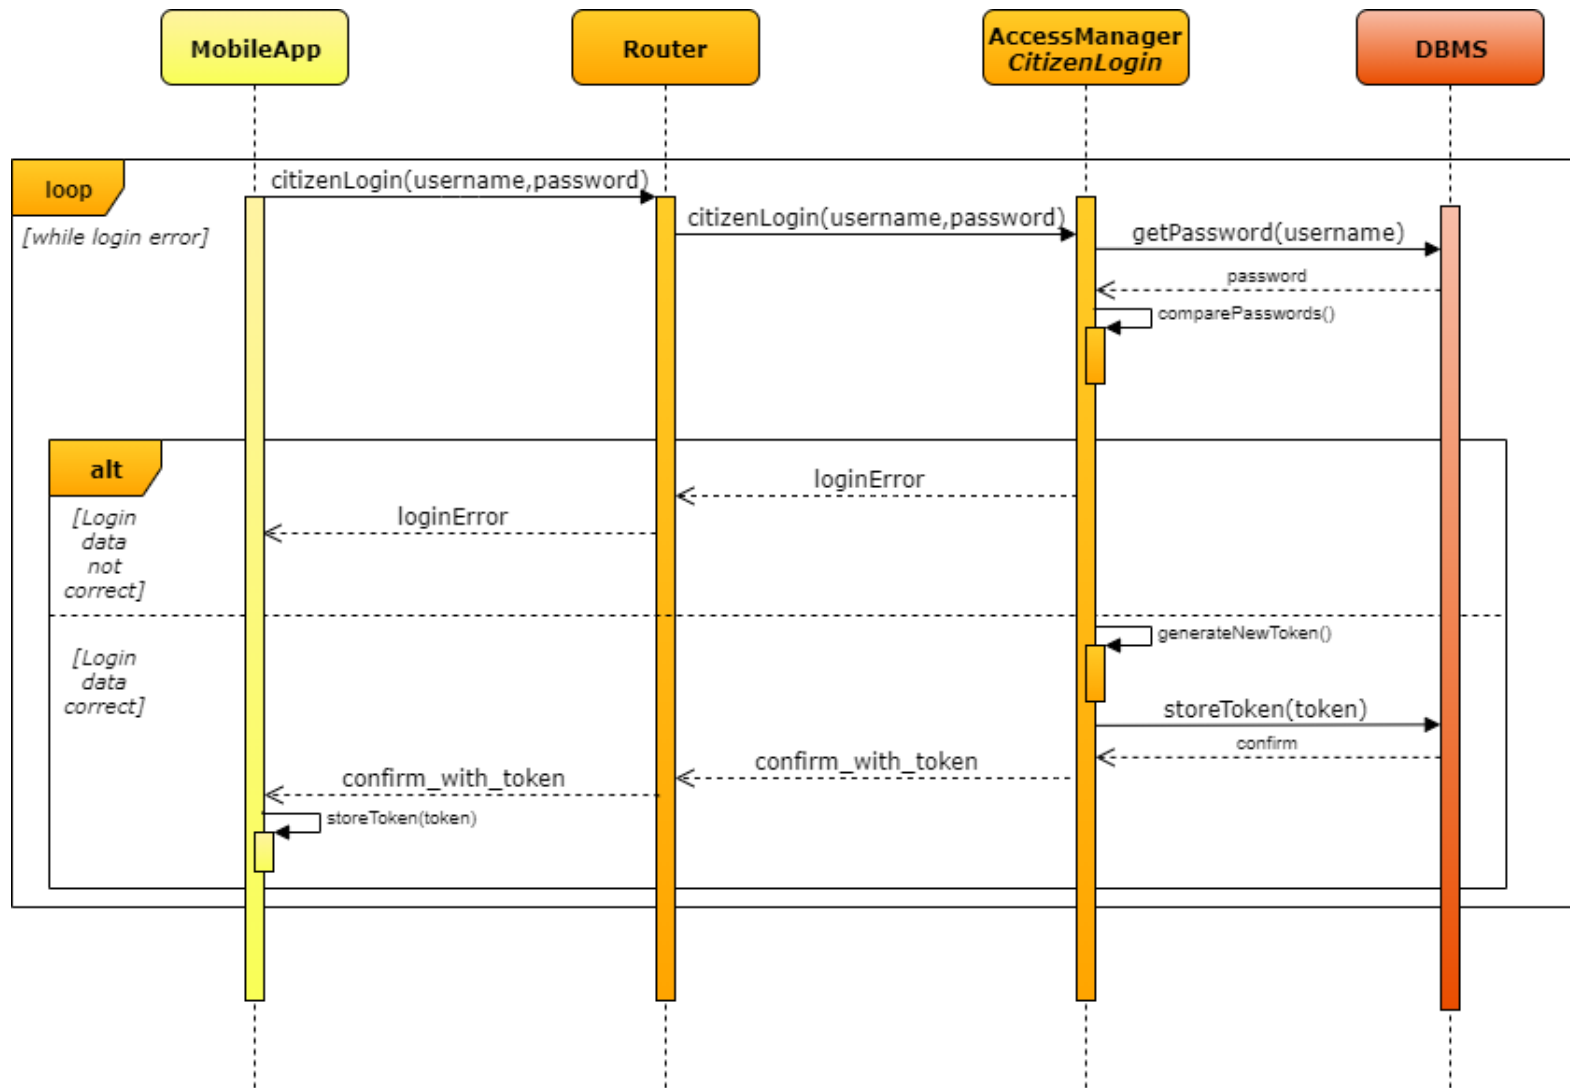 MobileApp
Router
AccessManager
CitizenLogin
DBMS
loop
[while login error]
citizenLogin(username,password)
citizenLogin(username,password)
getPassword(username)
password
comparePasswords()
alt
[Login
data
not
correct]
loginError
loginError
[Login
data
correct]
generateNewToken()
storeToken(token)
confirm
confirm_with_token
confirm_with_token
storeToken(token)